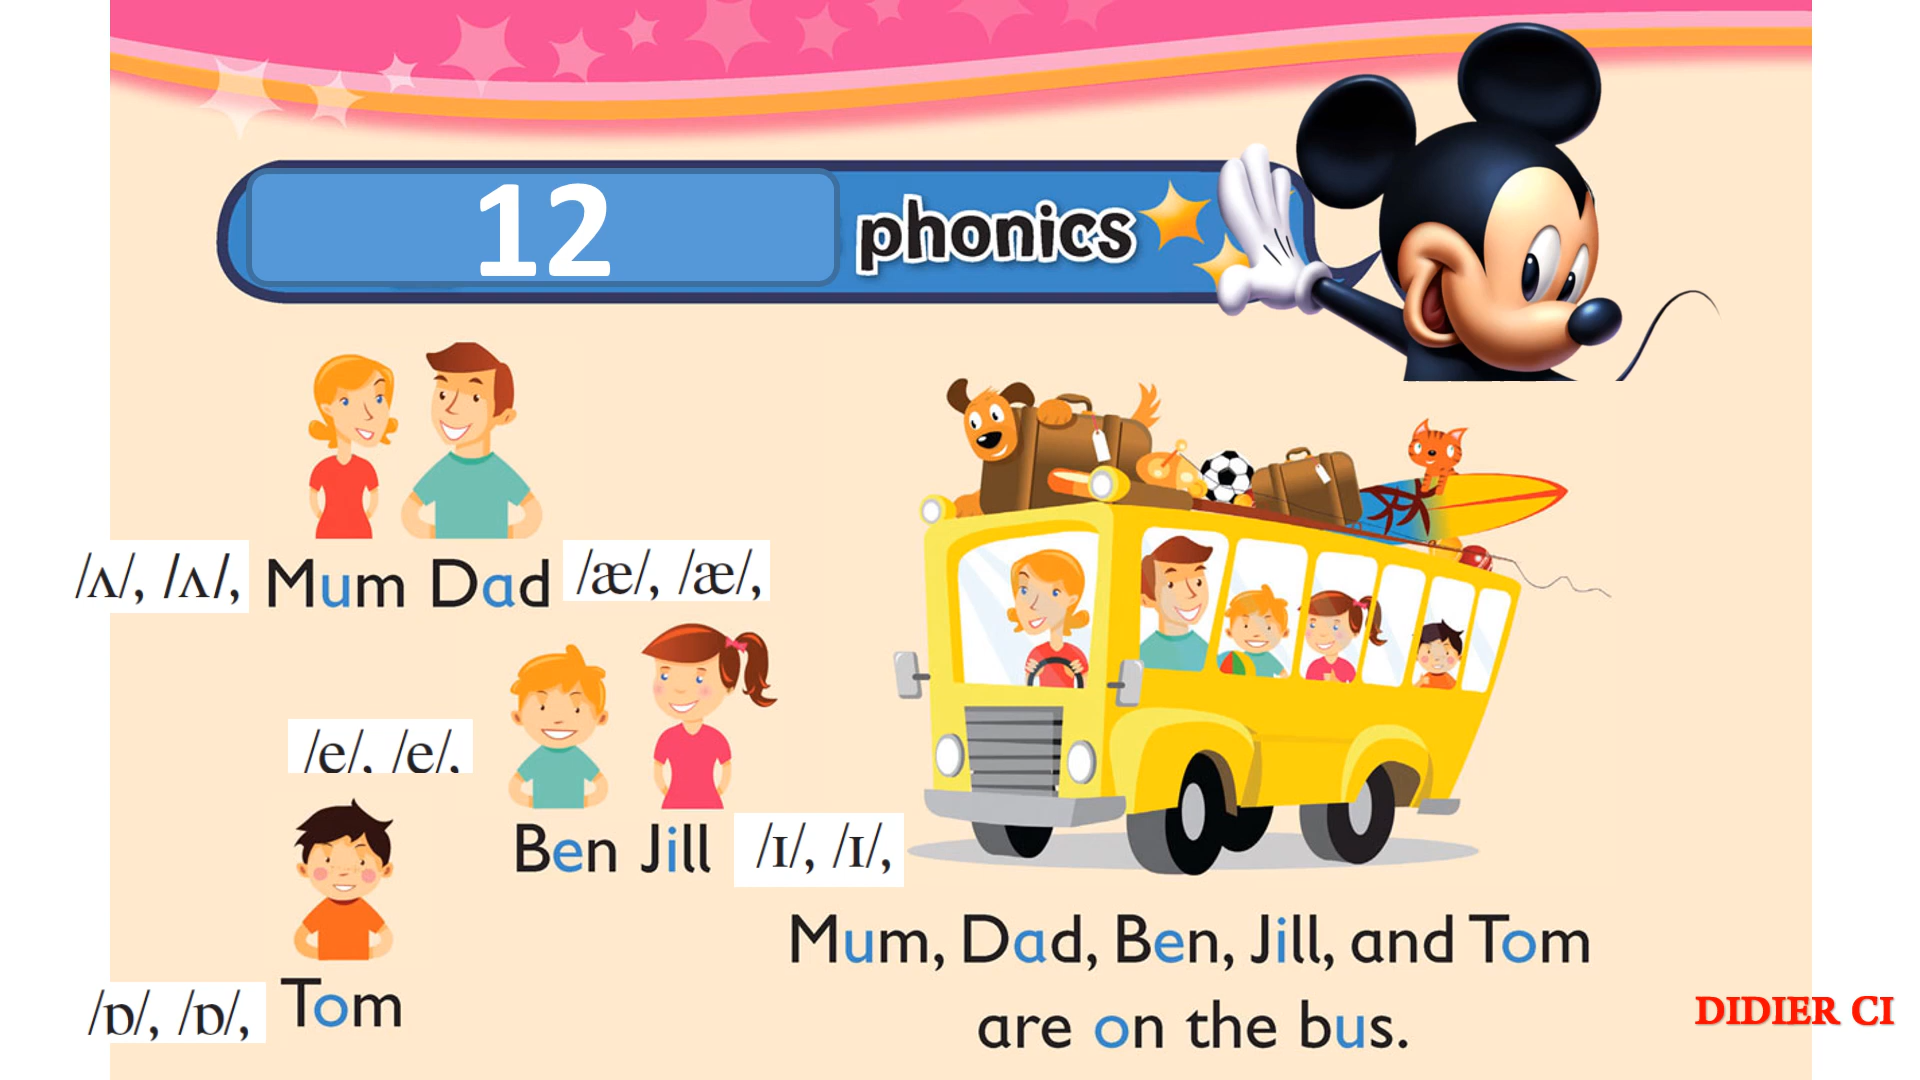 12 phonics
/ʌ/, /ʌ/, Mum Dad /æ/, /æ/,
/e/, /e/,
Ben Jill /ɪ/, /ɪ/,
/ɒ/, /ɒ/, Tom
Mum, Dad, Ben, Jill, and Tom
are on the bus.
DIDIER CI